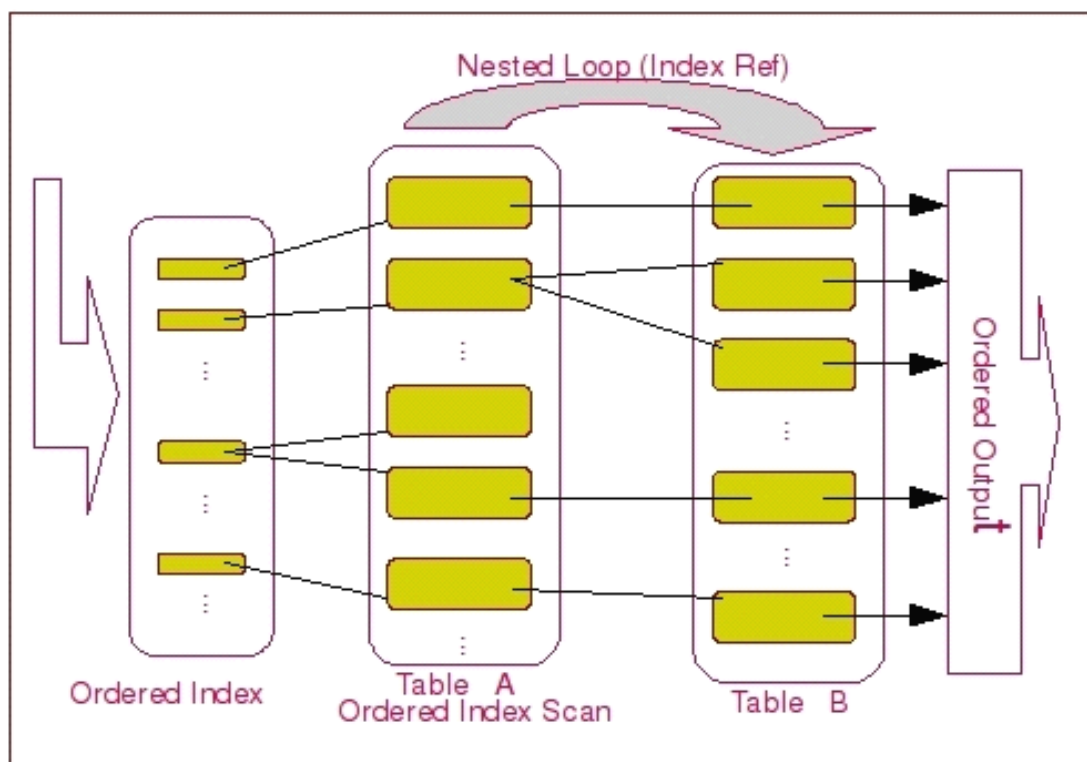 Nested Loop (Index Ref)
Ordered Index
Table A
Ordered Index Scan
Table B
Ordered Output